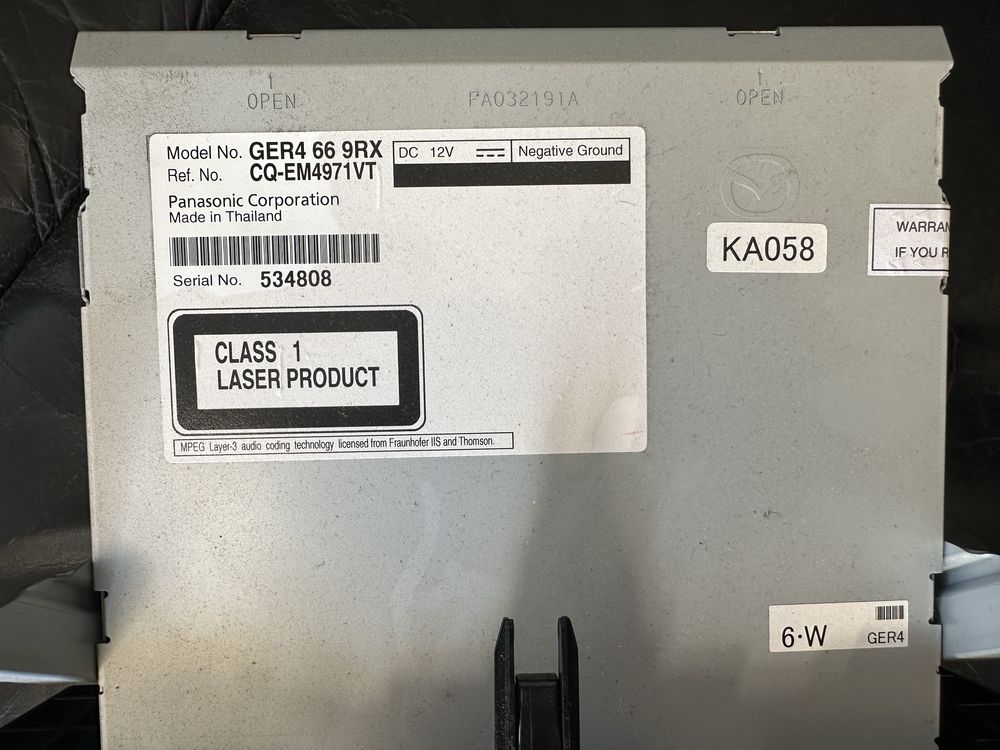 OPEN
FA032191A
OPEN
Model No. GER4 66 9RX
Ref. No. CQ-EM4971VT
DC 12V
Negative Ground
Panasonic Corporation
Made in Thailand
Serial No. 534808
CLASS 1
LASER PRODUCT
MPEG Layer-3 audio coding technology licensed from Fraunhofer IIS and Thomson.
KA058
IF YOU
6·W
GER4